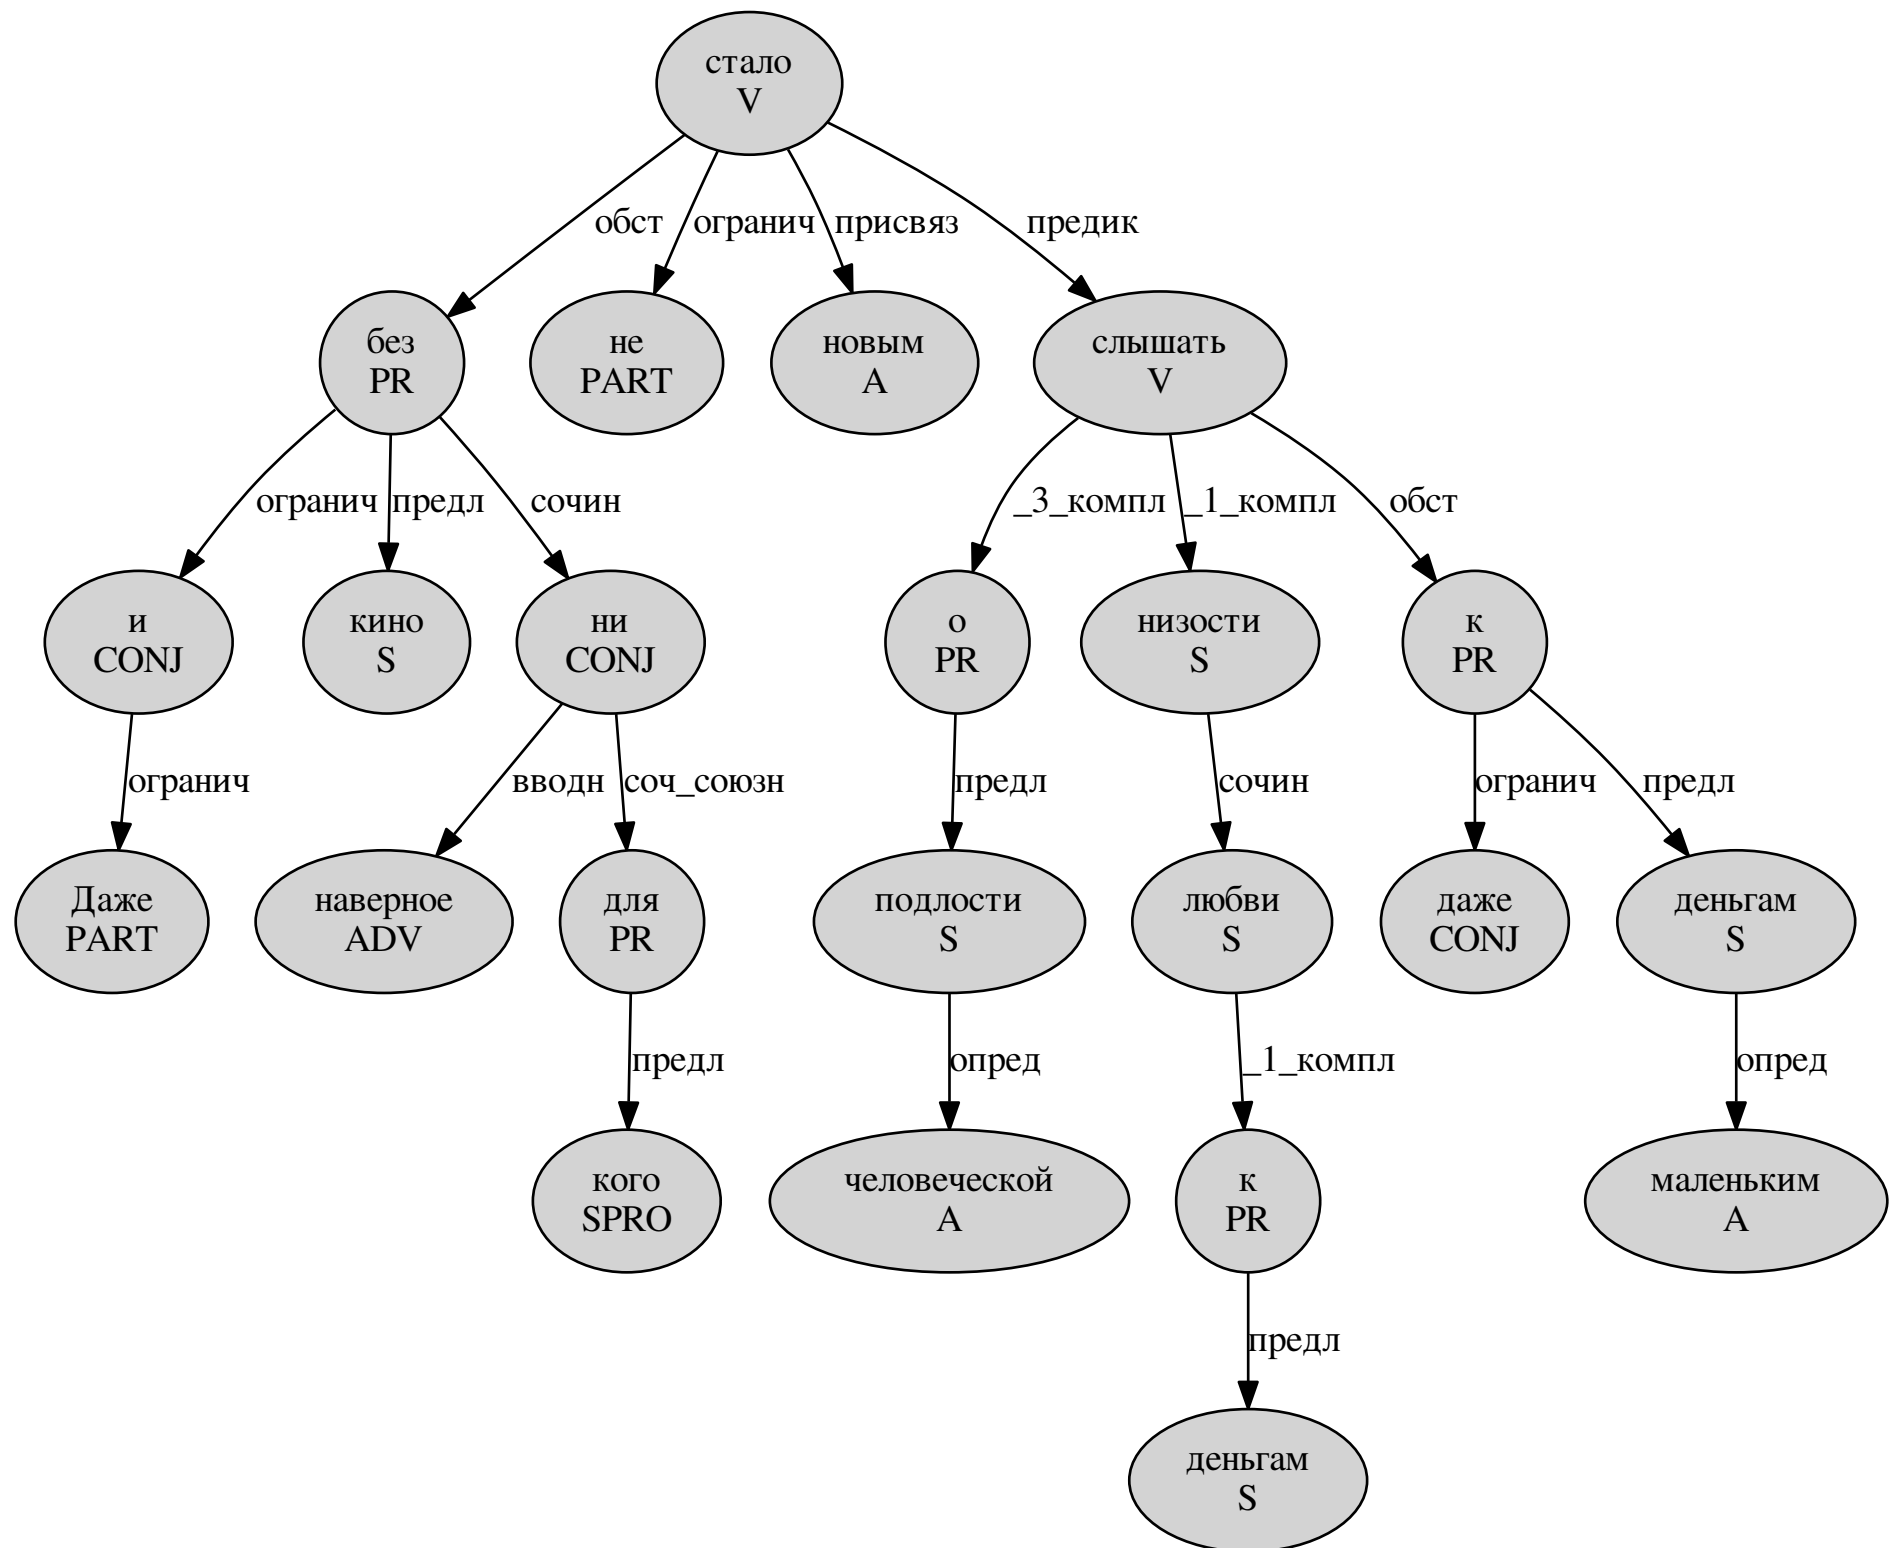 стало
V
обст
огранич
присвяз
предик
без
PR
не
PART
новым
A
слышать
V
огранич
предл
сочин
_3_компл
_1_компл
обст
и
CONJ
кино
S
ни
CONJ
о
PR
низости
S
к
PR
огранич
вводн
соч_союзн
предл
сочин
огранич
предл
Даже
PART
наверное
ADV
для
PR
подлости
S
любви
S
даже
CONJ
деньгам
S
предл
опред
_1_компл
опред
кого
SPRO
человеческой
A
к
PR
маленьким
A
предл
деньгам
S